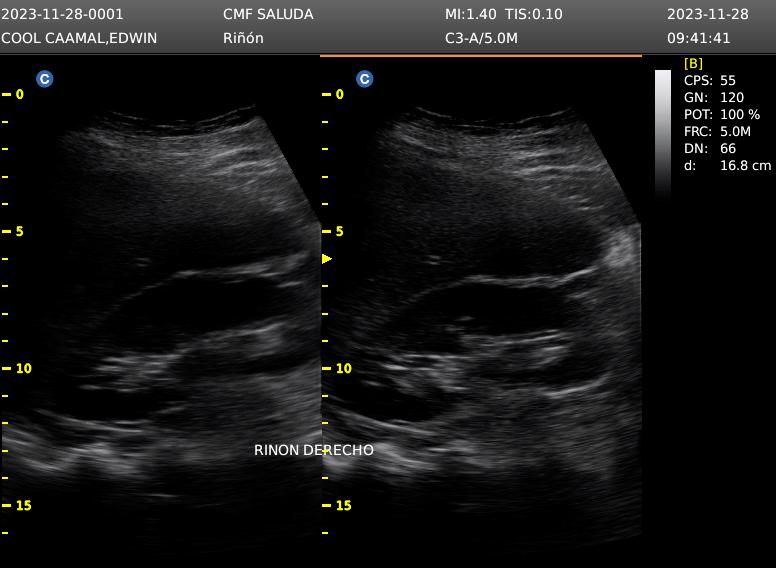 2023-11-28-0001 CMF SALUDA MI:1.40 TIS:0.10 2023-11-28
COOL CAAMAL,EDWIN Riñón C3-A/5.0M 09:41:41
[B]
CPS: 55
GN: 120
POT: 100 %
FRC: 5.0M
DN: 66
d: 16.8 cm
C C
0 0
5 5
10 10
RINON DERECHO
15 15